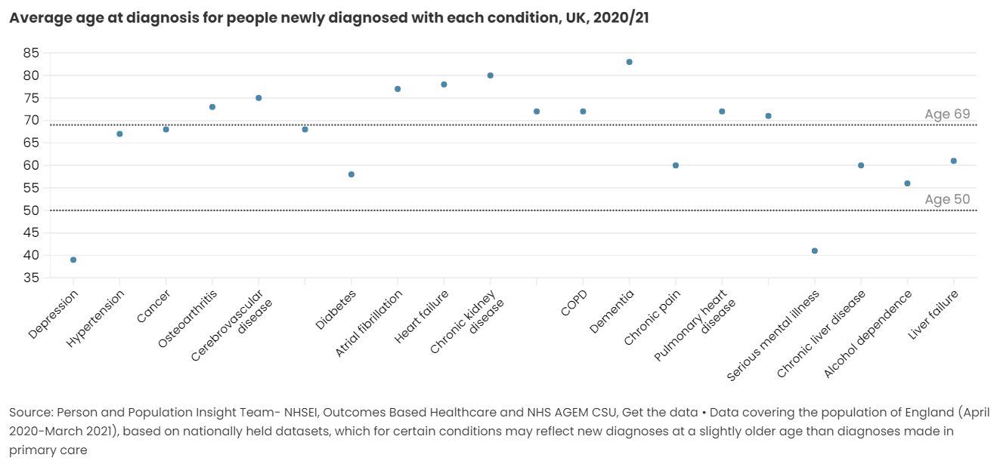 Average age at diagnosis for people newly diagnosed with each condition, UK, 2020/21
85
80
75
70
65
60
55
50
45
40
35
Age 69
Age 50
Depression
Hypertension
Cancer
Osteoarthritis
Cerebrovascular
disease
Diabetes
Atrial fibrillation
Heart failure
Chronic kidney
disease
COPD
Dementia
Chronic pain
Pulmonary heart
disease
Serious mental illness
Chronic liver disease
Alcohol dependence
Liver failure
Source: Person and Population Insight Team- NHSEI, Outcomes Based Healthcare and NHS AGEM CSU, Get the data • Data covering the population of England (April
2020-March 2021), based on nationally held datasets, which for certain conditions may reflect new diagnoses at a slightly older age than diagnoses made in
primary care